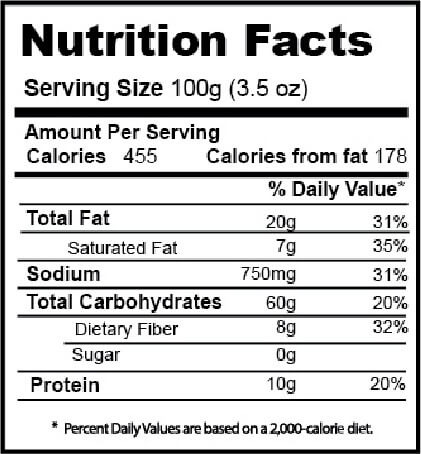 Nutrition Facts
Serving Size 100g (3.5 oz)
Amount Per Serving
Calories 455 Calories from fat 178
% Daily Value*
Total Fat 20g 31%
Saturated Fat 7g 35%
Sodium 750mg 31%
Total Carbohydrates 60g 20%
Dietary Fiber 8g 32%
Sugar 0g
Protein 10g 20%
* Percent Daily Values are based on a 2,000-calorie diet.